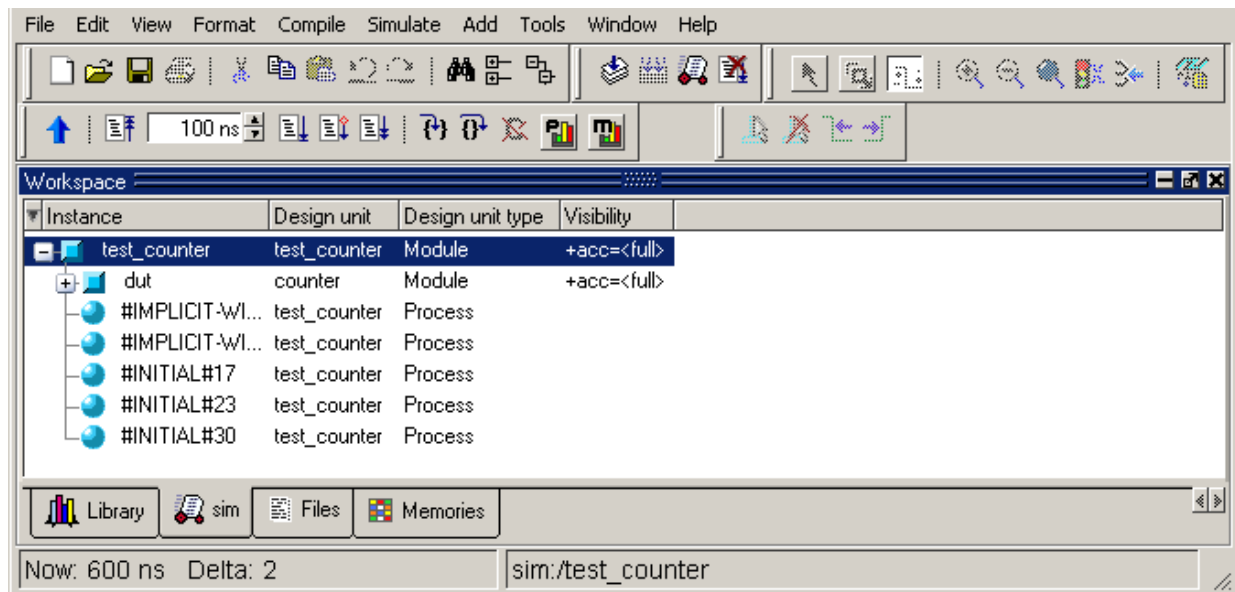 File Edit View Format Compile Simulate Add Tools Window Help
100 ns
Workspace
Instance Design unit Design unit type Visibility
test_counter test_counter Module +acc=<full>
dut counter Module +acc=<full>
#IMPLICIT-WI... test_counter Process
#IMPLICIT-WI... test_counter Process
#INITIAL#17 test_counter Process
#INITIAL#23 test_counter Process
#INITIAL#30 test_counter Process
Library sim Files Memories
Now: 600 ns Delta: 2 sim:/test_counter